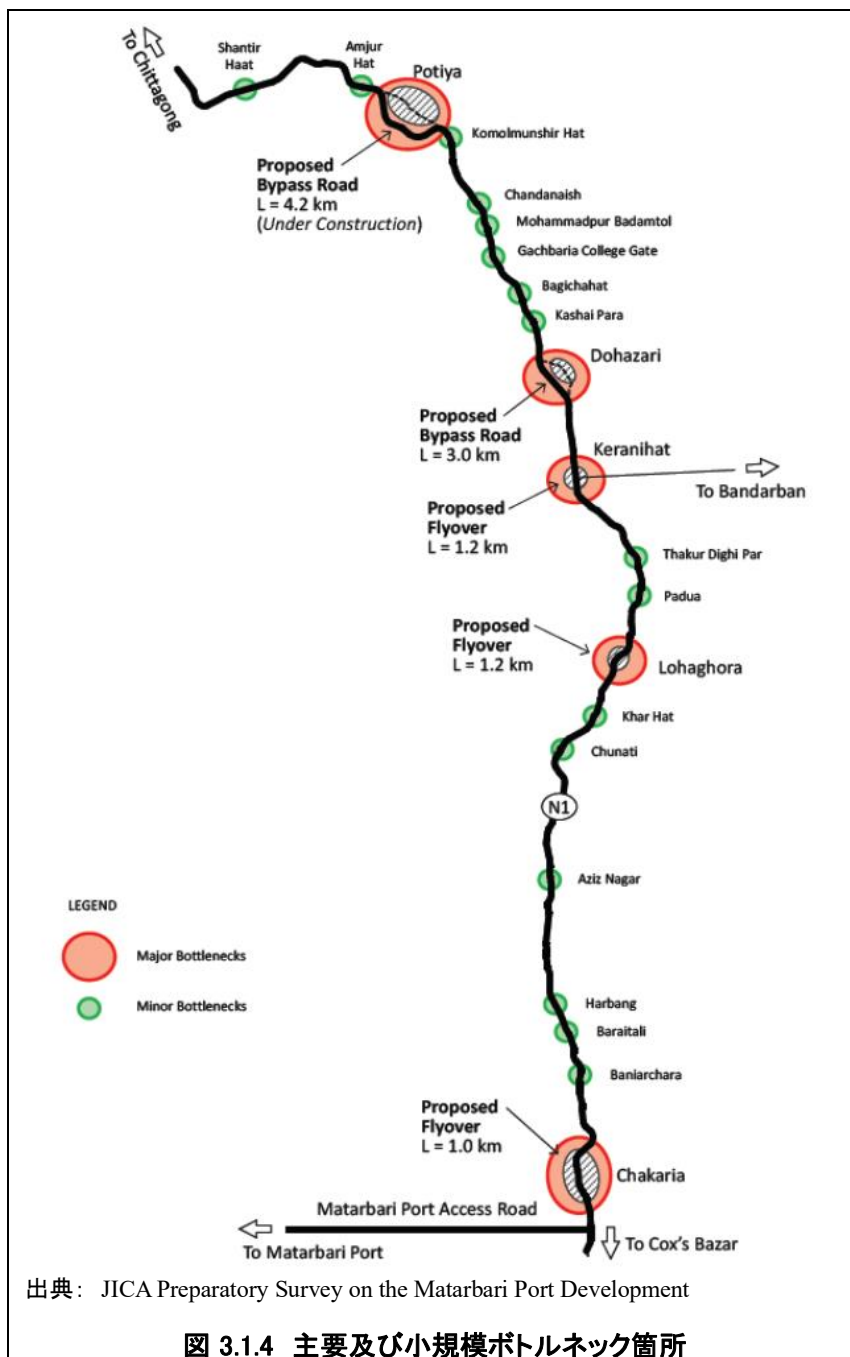 To Chittagong
Shantir
Haat
Amjur
Hat
Potiya
Komolmunshir Hat
Proposed
Bypass Road
L = 4.2 km
(Under Construction)
Chandanaish
Mohammadpur Badamtol
Gachbaria College Gate
Bagichahat
Kashai Para
Dohazari
Proposed
Bypass Road
L = 3.0 km
Keranihat
To Bandarban
Proposed
Flyover
L = 1.2 km
Thakur Dighi Par
Padua
Proposed
Flyover
L = 1.2 km
Lohaghora
Khar Hat
Chunati
N1
Aziz Nagar
LEGEND
Major Bottlenecks
Minor Bottlenecks
Harbang
Baraitali
Baniarchara
Proposed
Flyover
L = 1.0 km
Chakaria
Matarbari Port Access Road
To Matarbari Port
To Cox's Bazar
出典: JICA Preparatory Survey on the Matarbari Port Development
図 3.1.4 主要及び小規模ボトルネック箇所